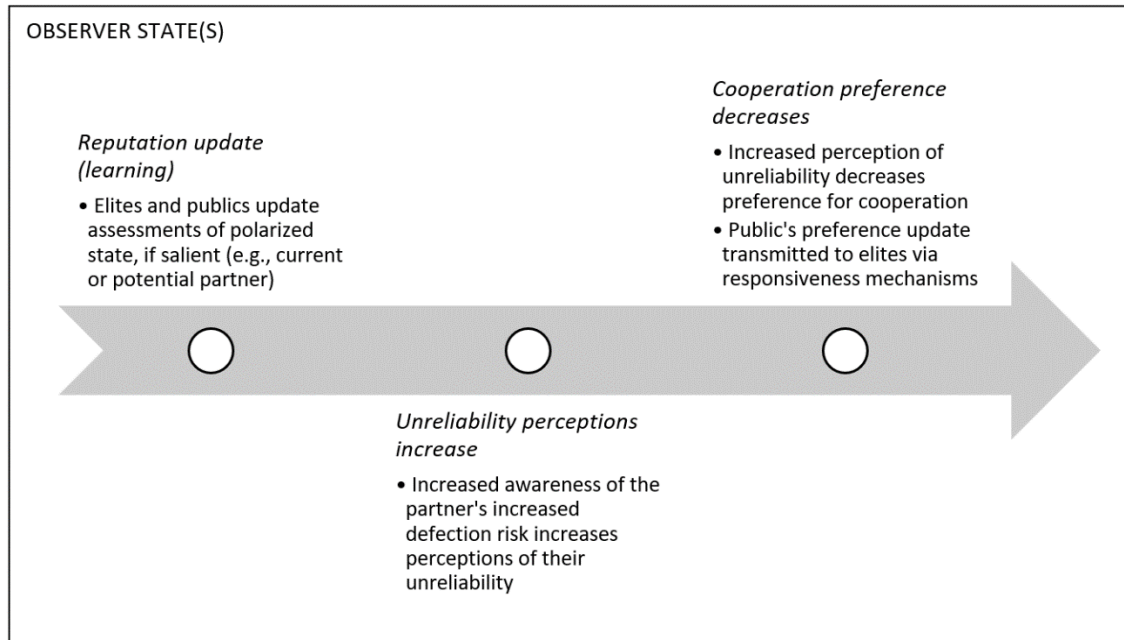 OBSERVER STATE(S)
Reputation update
(learning)
• Elites and publics update
assessments of polarized
state, if salient (e.g., current
or potential partner)
Unreliability perceptions
increase
• Increased awareness of the
partner's increased
defection risk increases
perceptions of their
unreliability
Cooperation preference
decreases
• Increased perception of
unreliability decreases
preference for cooperation
• Public's preference update
transmitted to elites via
responsiveness mechanisms